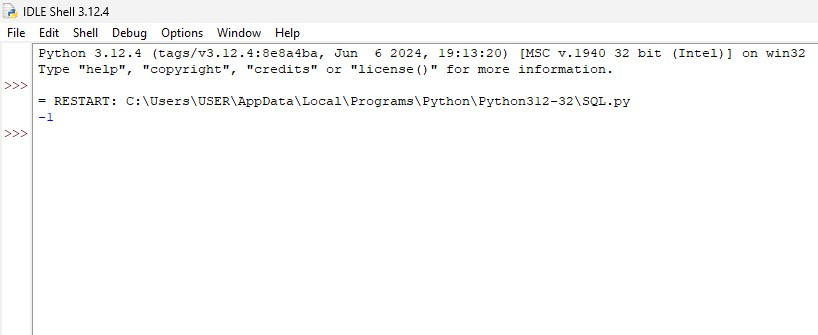 IDLE Shell 3.12.4
File Edit Shell Debug Options Window Help
Python 3.12.4 (tags/v3.12.4:8e8a4ba, Jun  6 2024, 19:13:20) [MSC v.1940 32 bit (Intel)] on win32
Type "help", "copyright", "credits" or "license()" for more information.
>>>
= RESTART: C:\Users\USER\AppData\Local\Programs\Python\Python312-32\SQL.py
-1
>>>